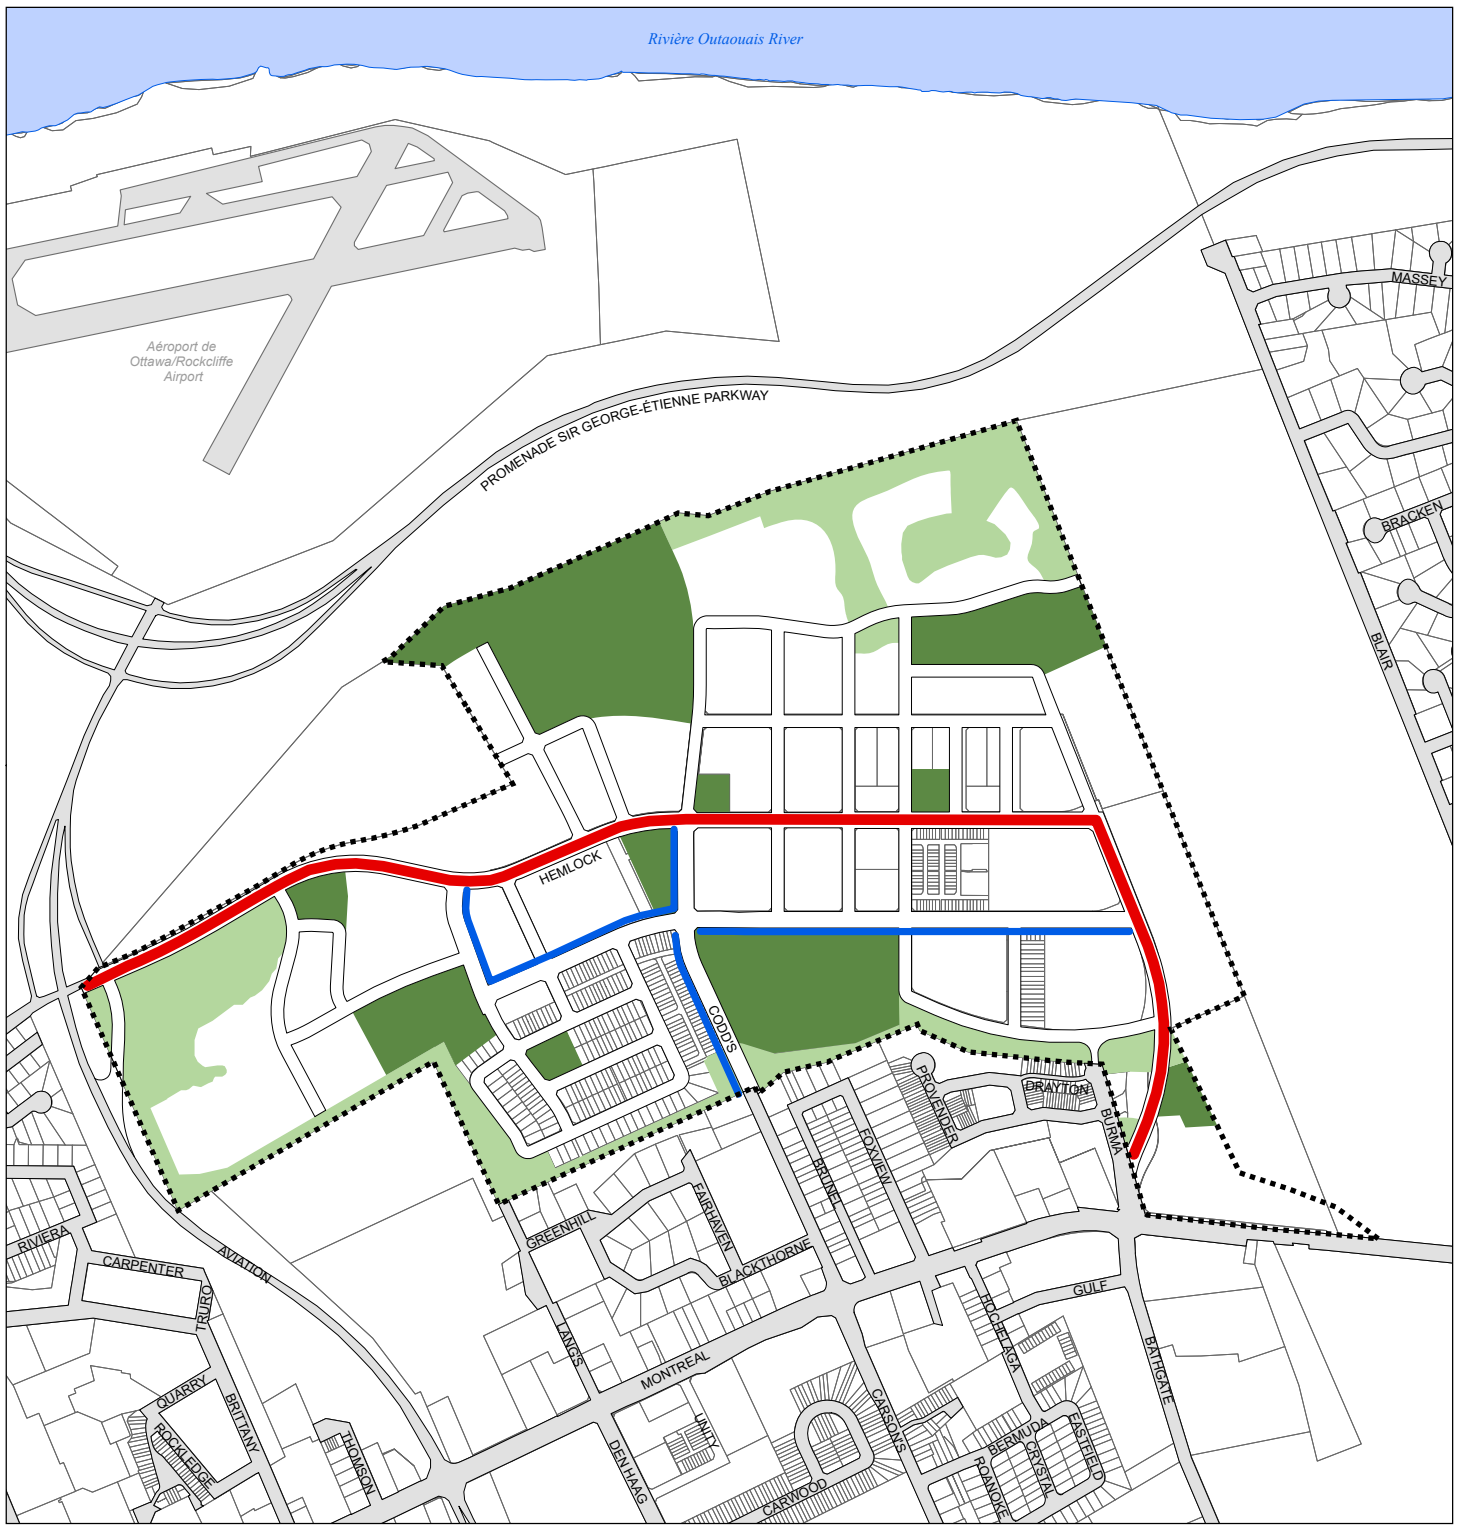 Rivière Outaouais River
MASSEY
Aéroport de
Ottawa/Rockcliffe
Airport
PROMENADE SIR GEORGE-ÉTIENNE PARKWAY
BRACKEN
BLAIR
HEMLOCK
CODD'S
PROVENDER
DRAYTON
BURMA
FOXVIEW
BRUNEL
FAIRHAVEN
GREENHILL
BLACKTHORNE
RIVIERA
CARPENTER
AVIATION
TRURO
GULF
HOCHELAGA
LANG'S
MONTREAL
BATHGATE
QUARRY
BRITTANY
ROCKLEDGE
THOMSON
UNITY
DEN HAAG
CARSON'S
CARWOOD
BERMUDA
EASTFIELD
CRYSTAL
ROANOKE